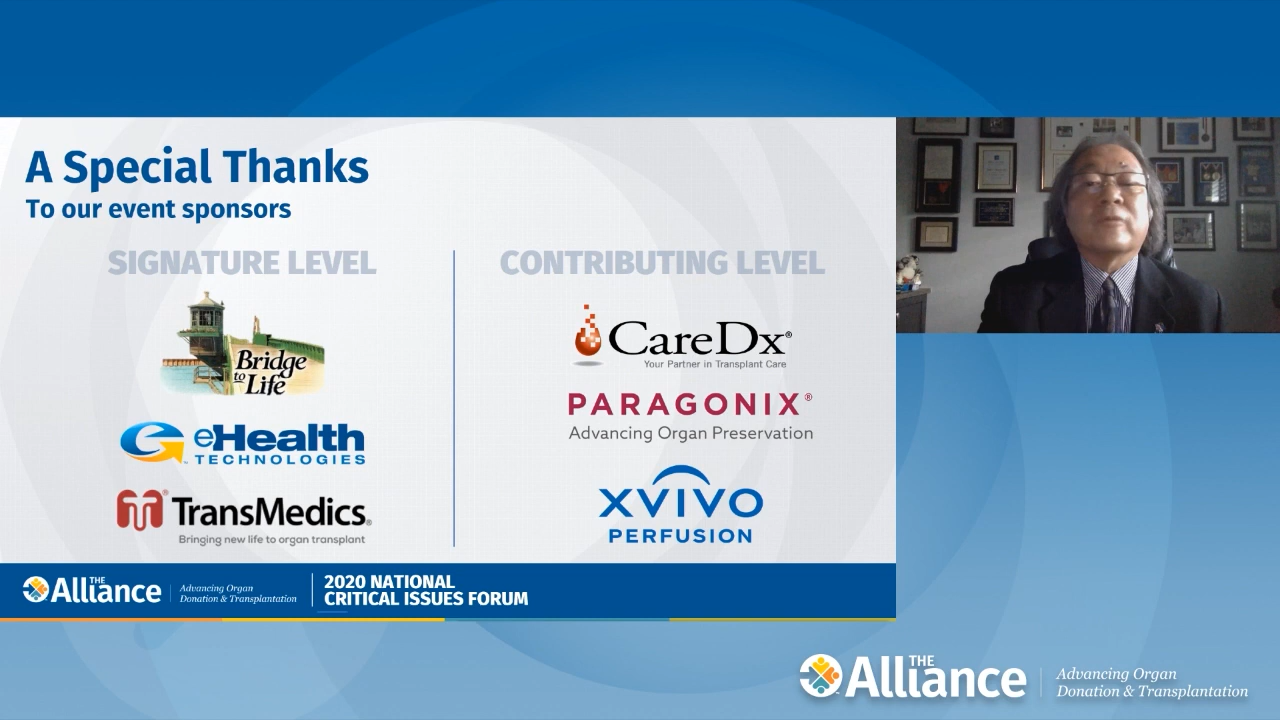 A Special Thanks
To our event sponsors
SIGNATURE LEVEL
Bridge
to
Life
eHealth
TECHNOLOGIES
TransMedics®
Bringing new life to organ transplant
CONTRIBUTING LEVEL
CareDx®
Your Partner in Transplant Care
PARAGONIX®
Advancing Organ Preservation
XVIVO
PERFUSION
THE
Alliance
Advancing Organ
Donation & Transplantation
2020 NATIONAL
CRITICAL ISSUES FORUM
THE
Alliance
Advancing Organ
Donation & Transplantation